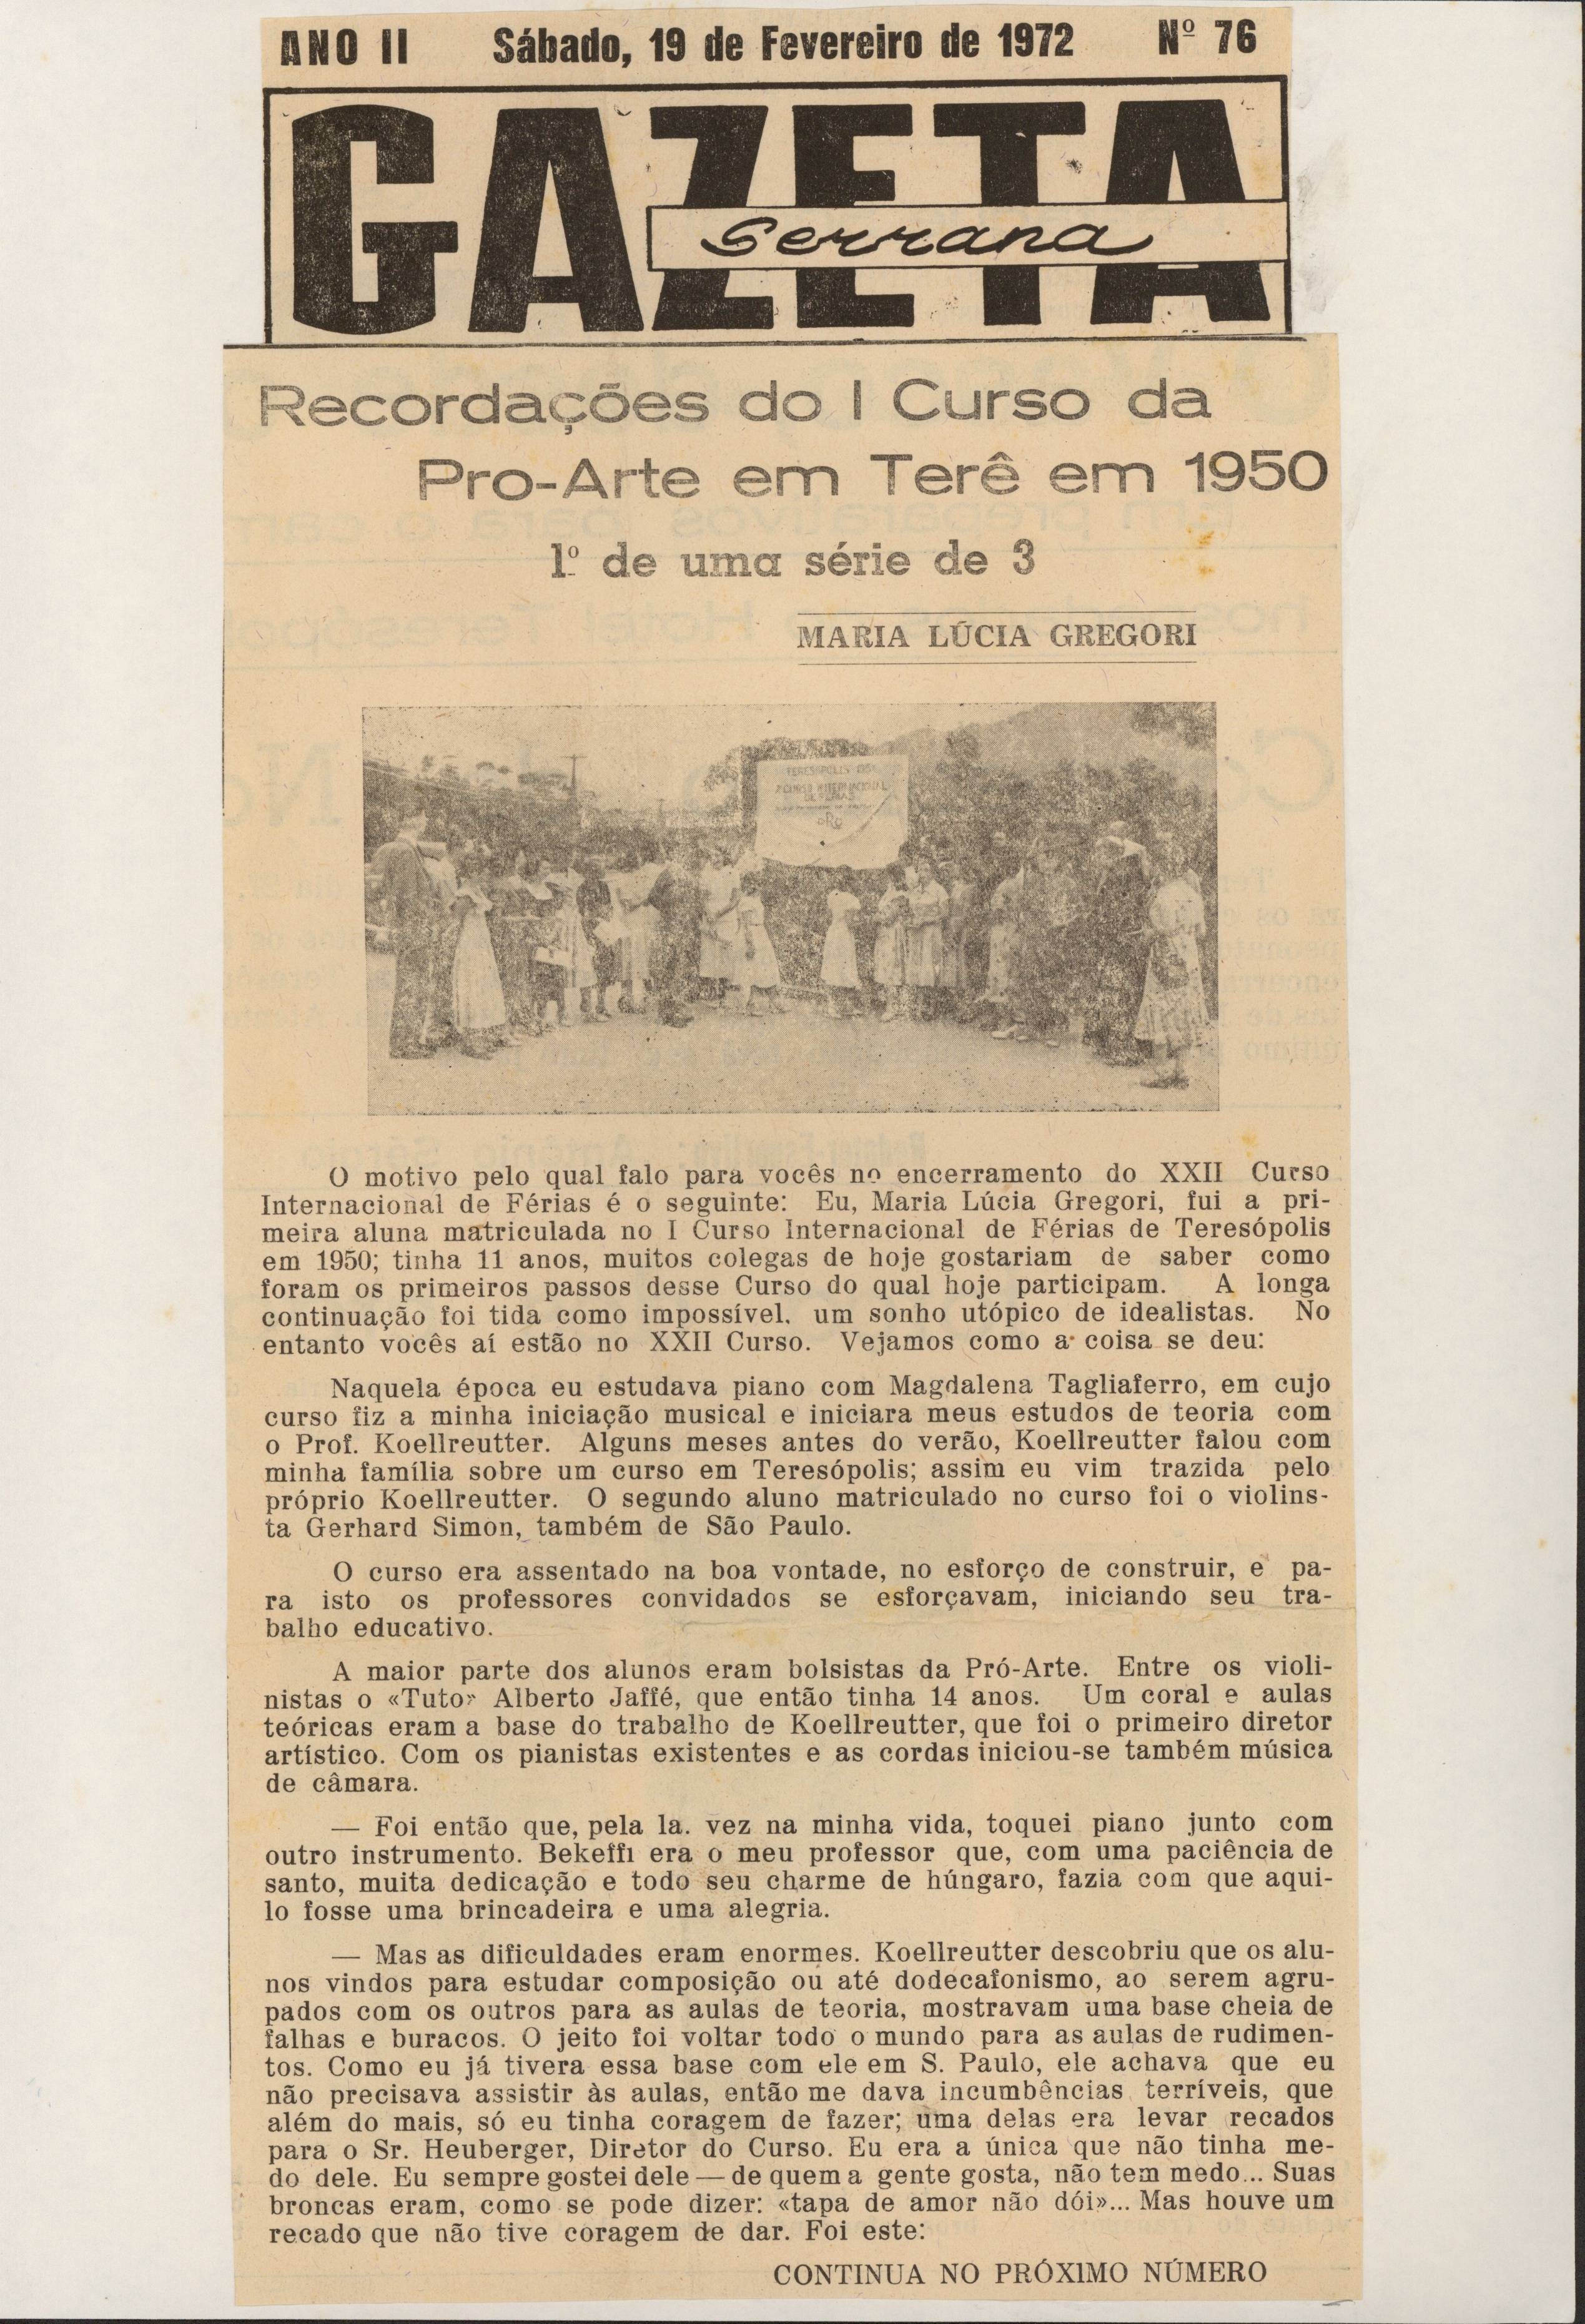 ANO II Sábado, 19 de Fevereiro de 1972 Nº 76
GAZETA
Serrana
Recordações do I Curso da
Pro-Arte em Terê em 1950
1º de uma série de 3
MARIA LÚCIA GREGORI
TERESÓPOLIS
CURSO INTERNACIONAL
DE FÉRIAS
O motivo pelo qual falo para vocês no encerramento do XXII Curso
Internacional de Férias é o seguinte: Eu, Maria Lúcia Gregori, fui a pri-
meira aluna matriculada no I Curso Internacional de Férias de Teresópolis
em 1950; tinha 11 anos, muitos colegas de hoje gostariam de saber como
foram os primeiros passos desse Curso do qual hoje participam. A longa
continuação foi tida como impossível. um sonho utópico de idealistas. No
entanto vocês aí estão no XXII Curso. Vejamos como a coisa se deu:
Naquela época eu estudava piano com Magdalena Tagliaferro, em cujo
curso fiz a minha iniciação musical e iniciara meus estudos de teoria com
o Prof. Koellreutter. Alguns meses antes do verão, Koellreutter falou com
minha família sobre um curso em Teresópolis; assim eu vim trazida pelo
próprio Koellreutter. O segundo aluno matriculado no curso foi o violins-
ta Gerhard Simon, também de São Paulo.
O curso era assentado na boa vontade, no esforço de construir, e pa-
ra isto os professores convidados se esforçavam, iniciando seu tra-
balho educativo.
A maior parte dos alunos eram bolsistas da Pró-Arte. Entre os violi-
nistas o «Tuto» Alberto Jaffé, que então tinha 14 anos. Um coral e aulas
teóricas eram a base do trabalho de Koellreutter, que foi o primeiro diretor
artístico. Com os pianistas existentes e as cordas iniciou-se também música
de câmara.
— Foi então que, pela la. vez na minha vida, toquei piano junto com
outro instrumento. Bekeffi era o meu professor que, com uma paciência de
santo, muita dedicação e todo seu charme de húngaro, fazia com que aqui-
lo fosse uma brincadeira e uma alegria.
— Mas as dificuldades eram enormes. Koellreutter descobriu que os alu-
nos vindos para estudar composição ou até dodecafonismo, ao serem agru-
pados com os outros para as aulas de teoria, mostravam uma base cheia de
falhas e buracos. O jeito foi voltar todo o mundo para as aulas de rudimen-
tos. Como eu já tivera essa base com ele em S. Paulo, ele achava que eu
não precisava assistir às aulas, então me dava incumbências terríveis, que
além do mais, só eu tinha coragem de fazer; uma delas era levar recados
para o Sr. Heuberger, Diretor do Curso. Eu era a única que não tinha me-
do dele. Eu sempre gostei dele — de quem a gente gosta, não tem medo... Suas
broncas eram, como se pode dizer: «tapa de amor não dói»... Mas houve um
recado que não tive coragem de dar. Foi este:
CONTINUA NO PRÓXIMO NÚMERO